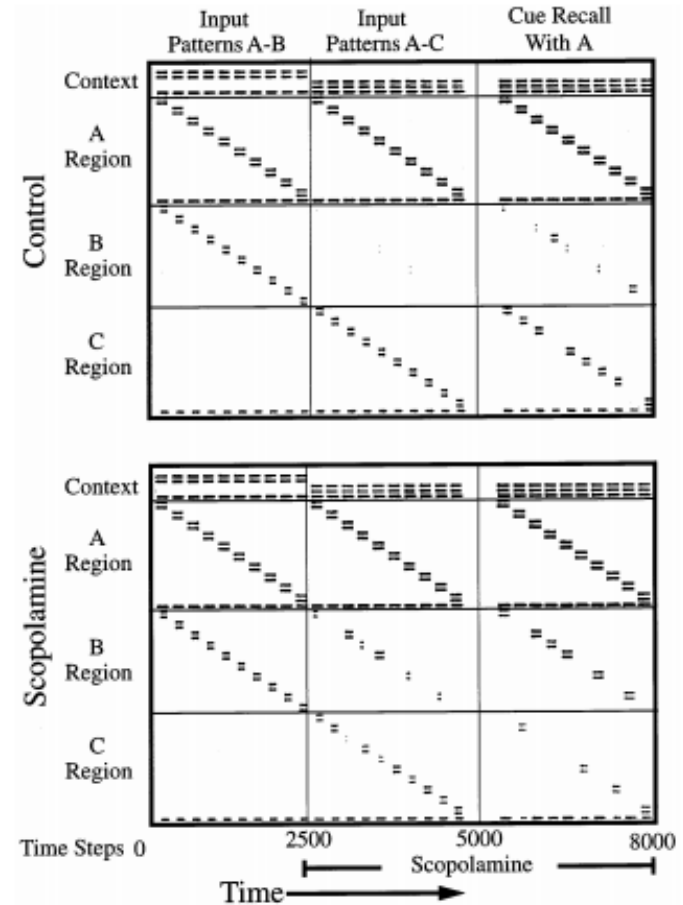 Input
Patterns A-B
Input
Patterns A-C
Cue Recall
With A
Control
Context
A
Region
B
Region
C
Region
Scopolamine
Context
A
Region
B
Region
C
Region
Time Steps 0
2500
5000
8000
Scopolamine
Time